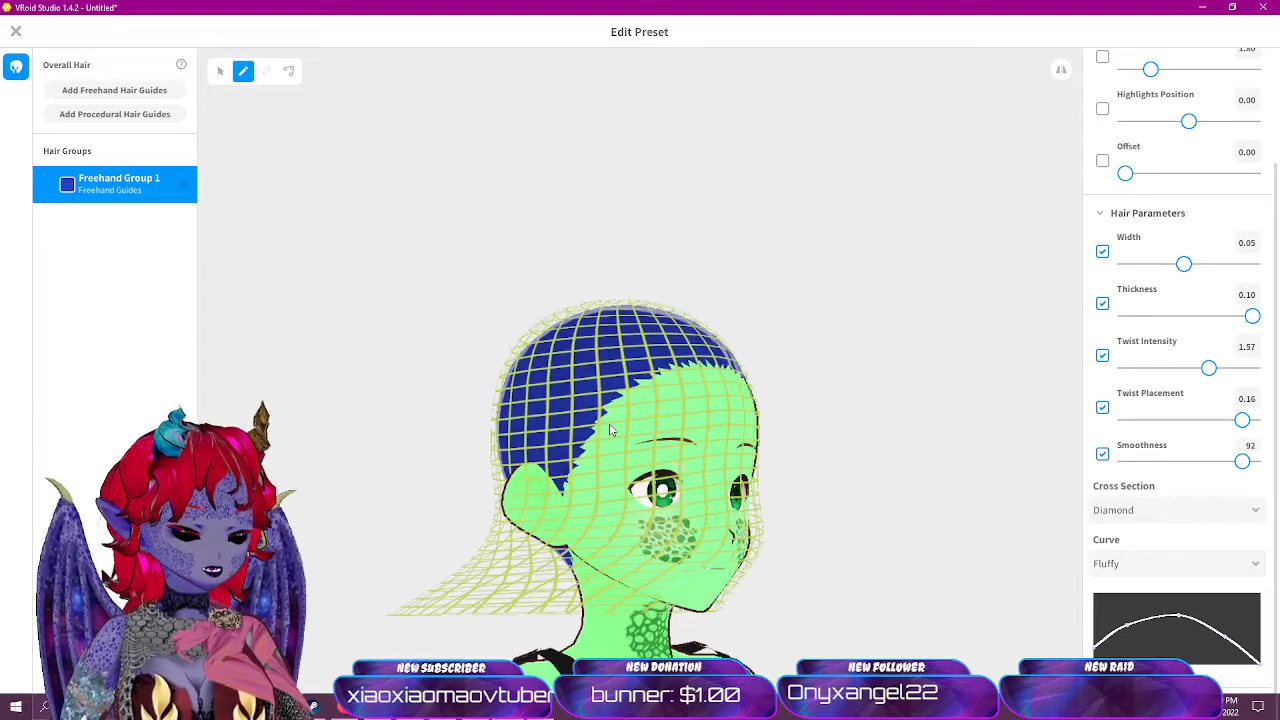 VRoid Studio 1.4.2 - Untitled*
Edit Preset
Overall Hair
?
Add Freehand Hair Guides
Add Procedural Hair Guides
Hair Groups
Freehand Group 1
Freehand Guides
1.80
Highlights Position
0.00
Offset
0.00
Hair Parameters
Width
0.05
Thickness
0.10
Twist Intensity
1.57
Twist Placement
0.16
Smoothness
92
Cross Section
Diamond
Curve
Fluffy
NEW SUBSCRIBER
xiaoxiaomaovtuber
NEW DONATION
bunner: $1.00
NEW FOLLOWER
Onyxangel22
NEW RAID
PM